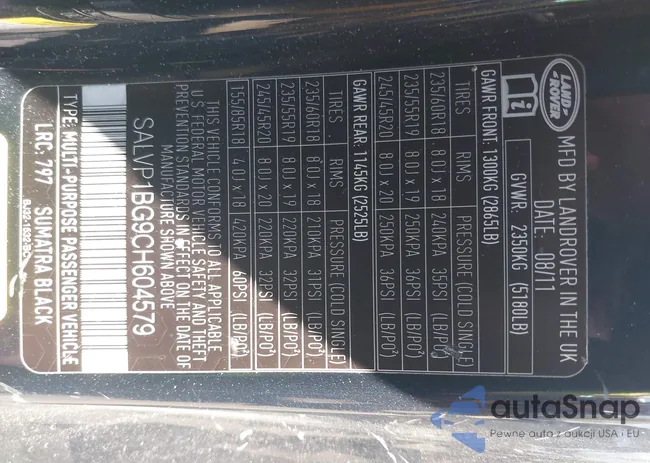 LAND
ROVER
MFD BY LANDROVER IN THE UK
DATE: 08/11
GVWR: 2350KG (5180LB)
GAWR FRONT: 1300KG (2865LB)
TIRES RIMS PRESSURE (COLD SINGLE)
235/60R18 8.0J x 18 240KPA 35PSI (LB/PO²)
235/55R19 8.0J x 19 250KPA 36PSI (LB/PO²)
245/45R20 8.0J x 20 250KPA 36PSI (LB/PO²)
GAWR REAR: 1145KG (2525LB)
TIRES RIMS PRESSURE (COLD SINGLE)
235/60R18 8.0J x 18 210KPA 31PSI (LB/PO²)
235/55R19 8.0J x 19 220KPA 32PSI (LB/PO²)
245/45R20 8.0J x 20 220KPA 32PSI (LB/PO²)
155/85R18 4.0J x 18 420KPA 60PSI (LB/PO²)
THIS VEHICLE CONFORMS TO ALL APPLICABLE
U S FEDERAL MOTOR VEHICLE SAFETY AND THEFT
PREVENTION STANDARDS IN EFFECT ON THE DATE OF
MANUFACTURE SHOWN ABOVE
SALVP1BG9CH604579
TYPE: MULTI-PURPOSE PASSENGER VEHICLE
LRC: 797 SUMATRA BLACK
autaSnap
Pewne auta z aukcji USA i EU